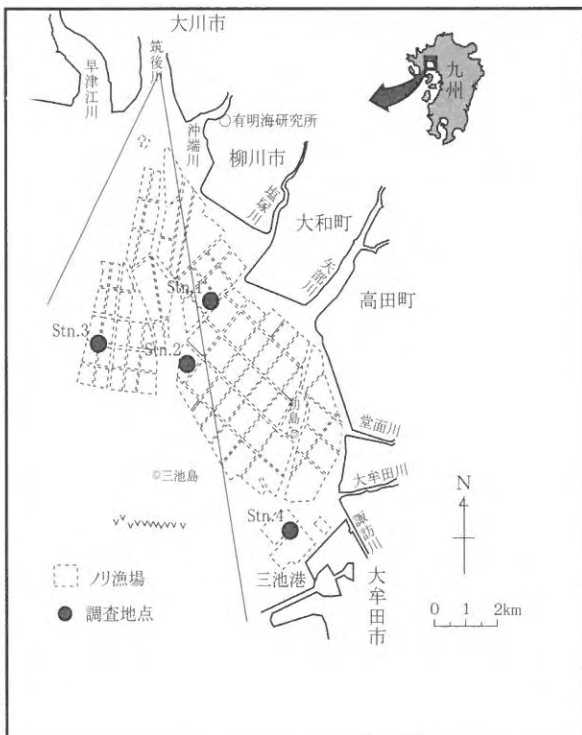 大川市
筑後川
早津江川
九州
沖端川
○有明海研究所
柳川市
塩塚川
大和町
矢部川
高田町
Stn.1
Stn.3
Stn.2
堂面川
大牟田川
◎三池島
Stn.4
諏訪川
N
三池港
大牟田市
ノリ漁場
調査地点
0 1 2km